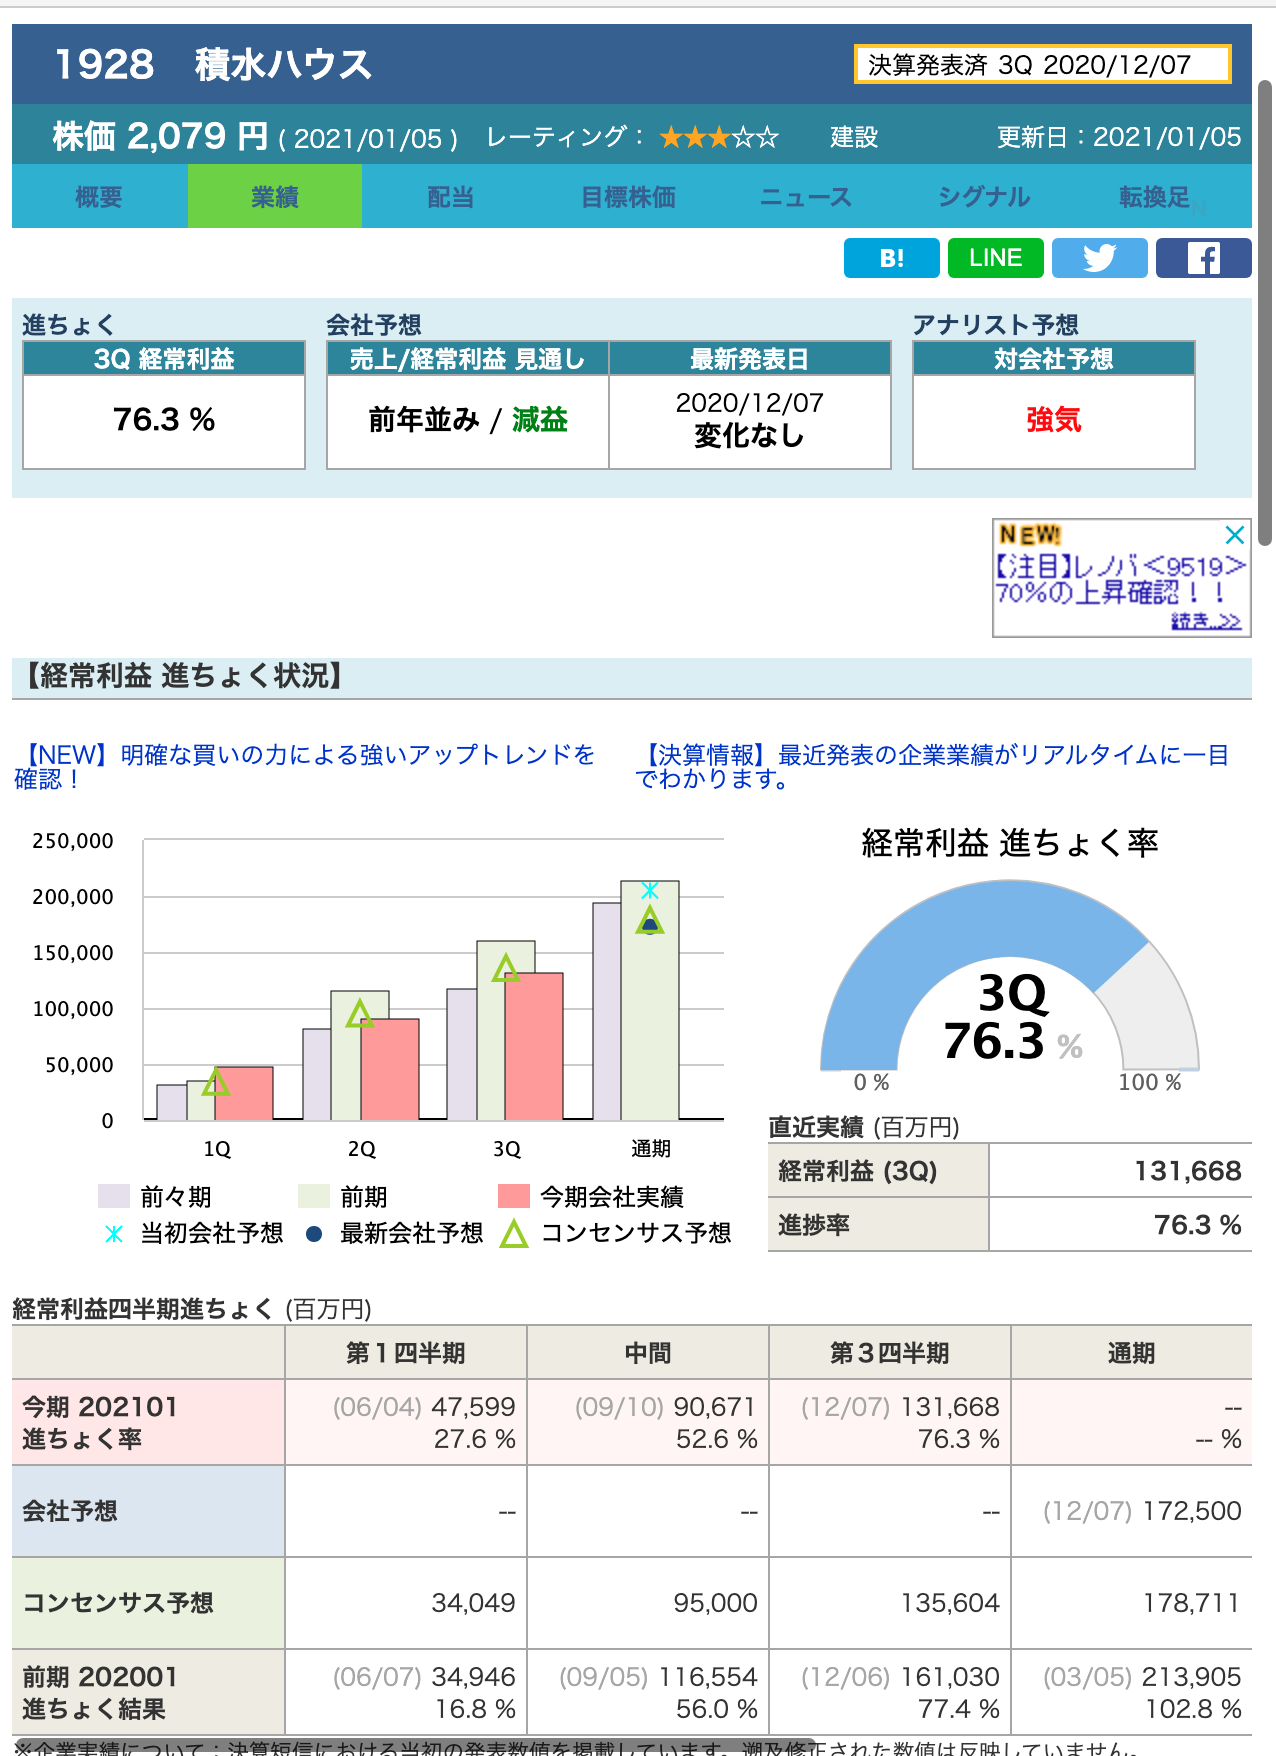 1928 積水ハウス
決算発表済 3Q 2020/12/07
株価 2,079 円 ( 2021/01/05 ) レーティング： ★★★☆☆ 建設 更新日：2021/01/05
概要 業績 配当 目標株価 ニュース シグナル 転換足
B! LINE
進ちょく 会社予想 アナリスト予想
3Q 経常利益 売上/経常利益 見通し 最新発表日 対会社予想
76.3 % 前年並み / 減益 2020/12/07 強気
変化なし
NEW!
【注目】レノバ<9519>
70%の上昇確認！！
続き..>>
【経常利益 進ちょく状況】
【NEW】明確な買いの力による強いアップトレンドを
確認！
【決算情報】最近発表の企業業績がリアルタイムに一目
でわかります。
250,000
200,000
150,000
100,000
50,000
0
1Q 2Q 3Q 通期
前々期 前期 今期会社実績
当初会社予想 最新会社予想 コンセンサス予想
経常利益 進ちょく率
3Q
76.3 %
0 % 100 %
直近実績 (百万円)
経常利益 (3Q) 131,668
進捗率 76.3 %
経常利益四半期進ちょく (百万円)
第１四半期 中間 第３四半期 通期
今期 202101 (06/04) 47,599 (09/10) 90,671 (12/07) 131,668 --
進ちょく率 27.6 % 52.6 % 76.3 % -- %
会社予想 -- -- -- (12/07) 172,500
コンセンサス予想 34,049 95,000 135,604 178,711
前期 202001 (06/07) 34,946 (09/05) 116,554 (12/06) 161,030 (03/05) 213,905
進ちょく結果 16.8 % 56.0 % 77.4 % 102.8 %
※企業実績について：決算短信における当初の発表数値を掲載しています。遡及修正された数値は反映していません。